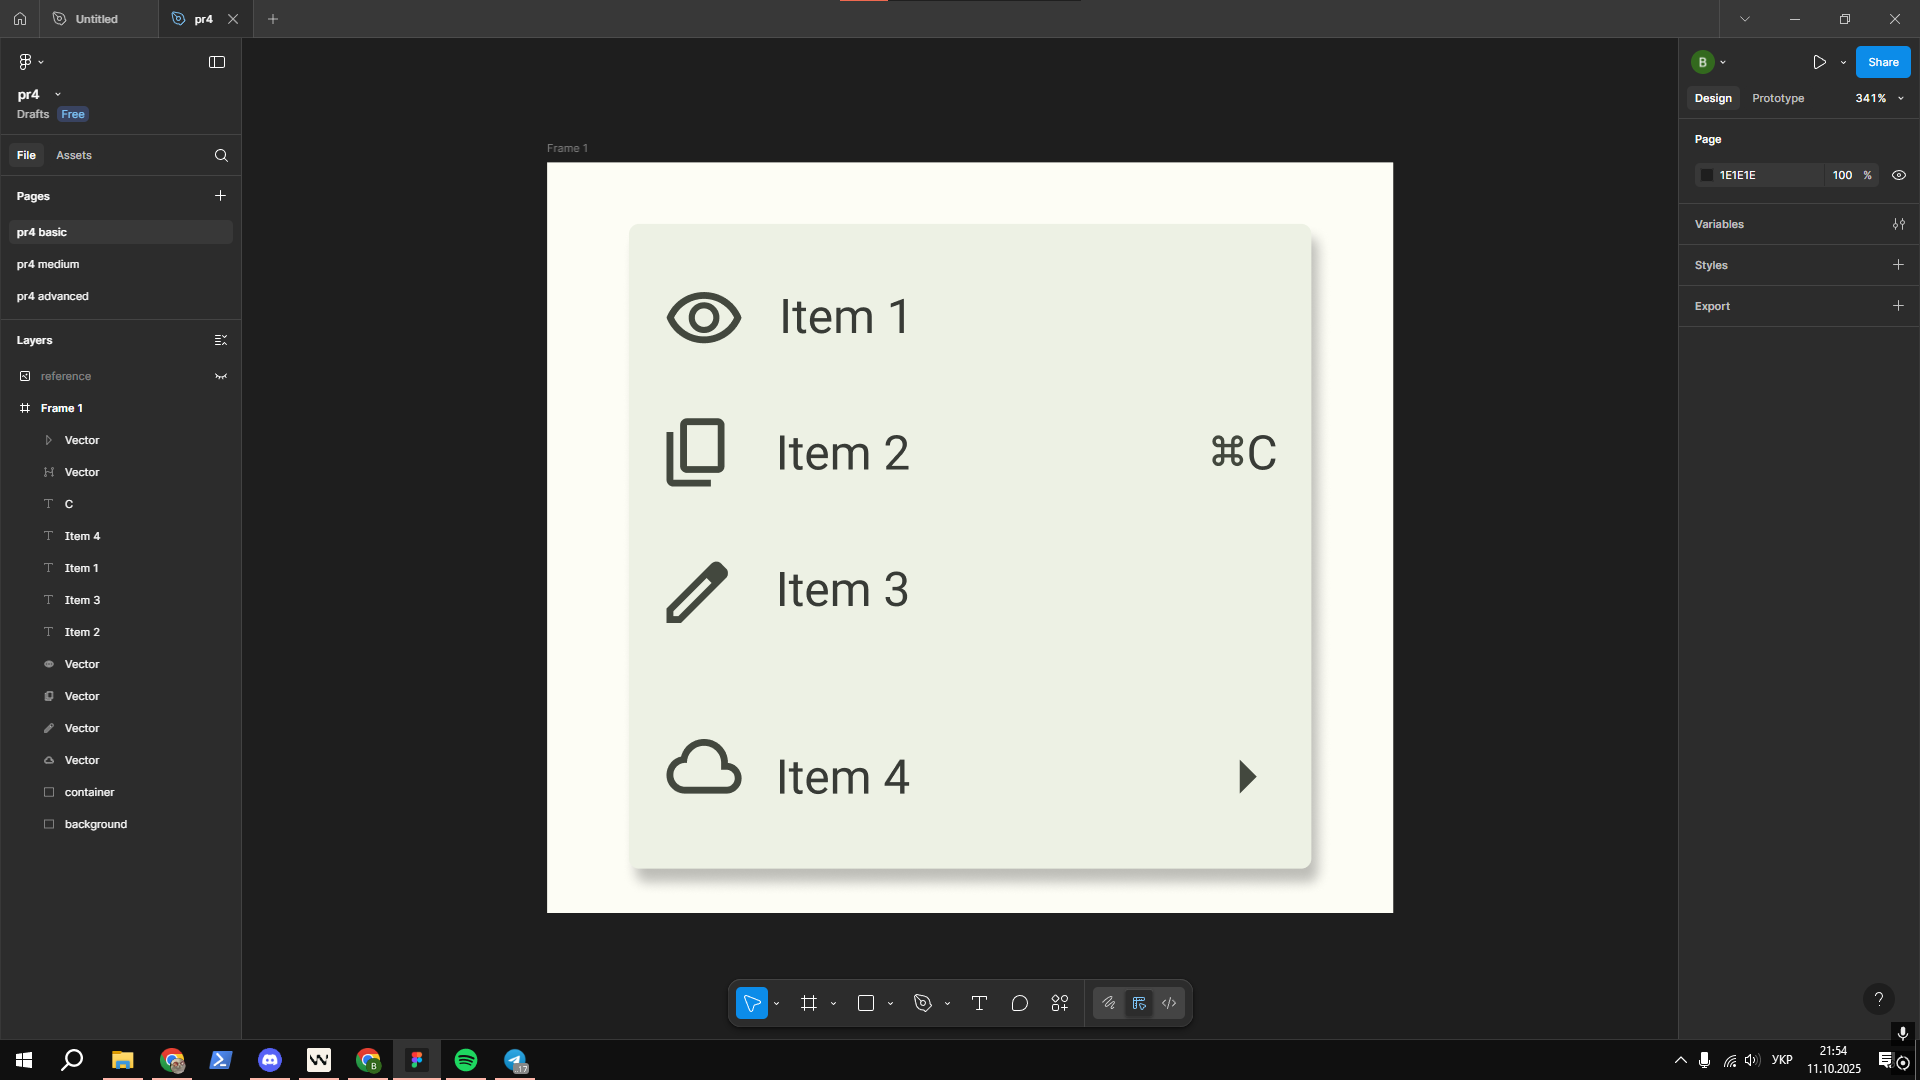 Untitled
pr4
pr4
Drafts Free
File Assets
Pages
pr4 basic
pr4 medium
pr4 advanced
Layers
reference
Frame 1
Vector
Vector
C
Item 4
Item 1
Item 3
Item 2
Vector
Vector
Vector
Vector
container
background
Frame 1
Item 1
Item 2 ⌘C
Item 3
Item 4
B
Share
Design Prototype 341%
Page
1E1E1E 100 %
Variables
Styles
Export
?
B
17
УКР
21:54
11.10.2025